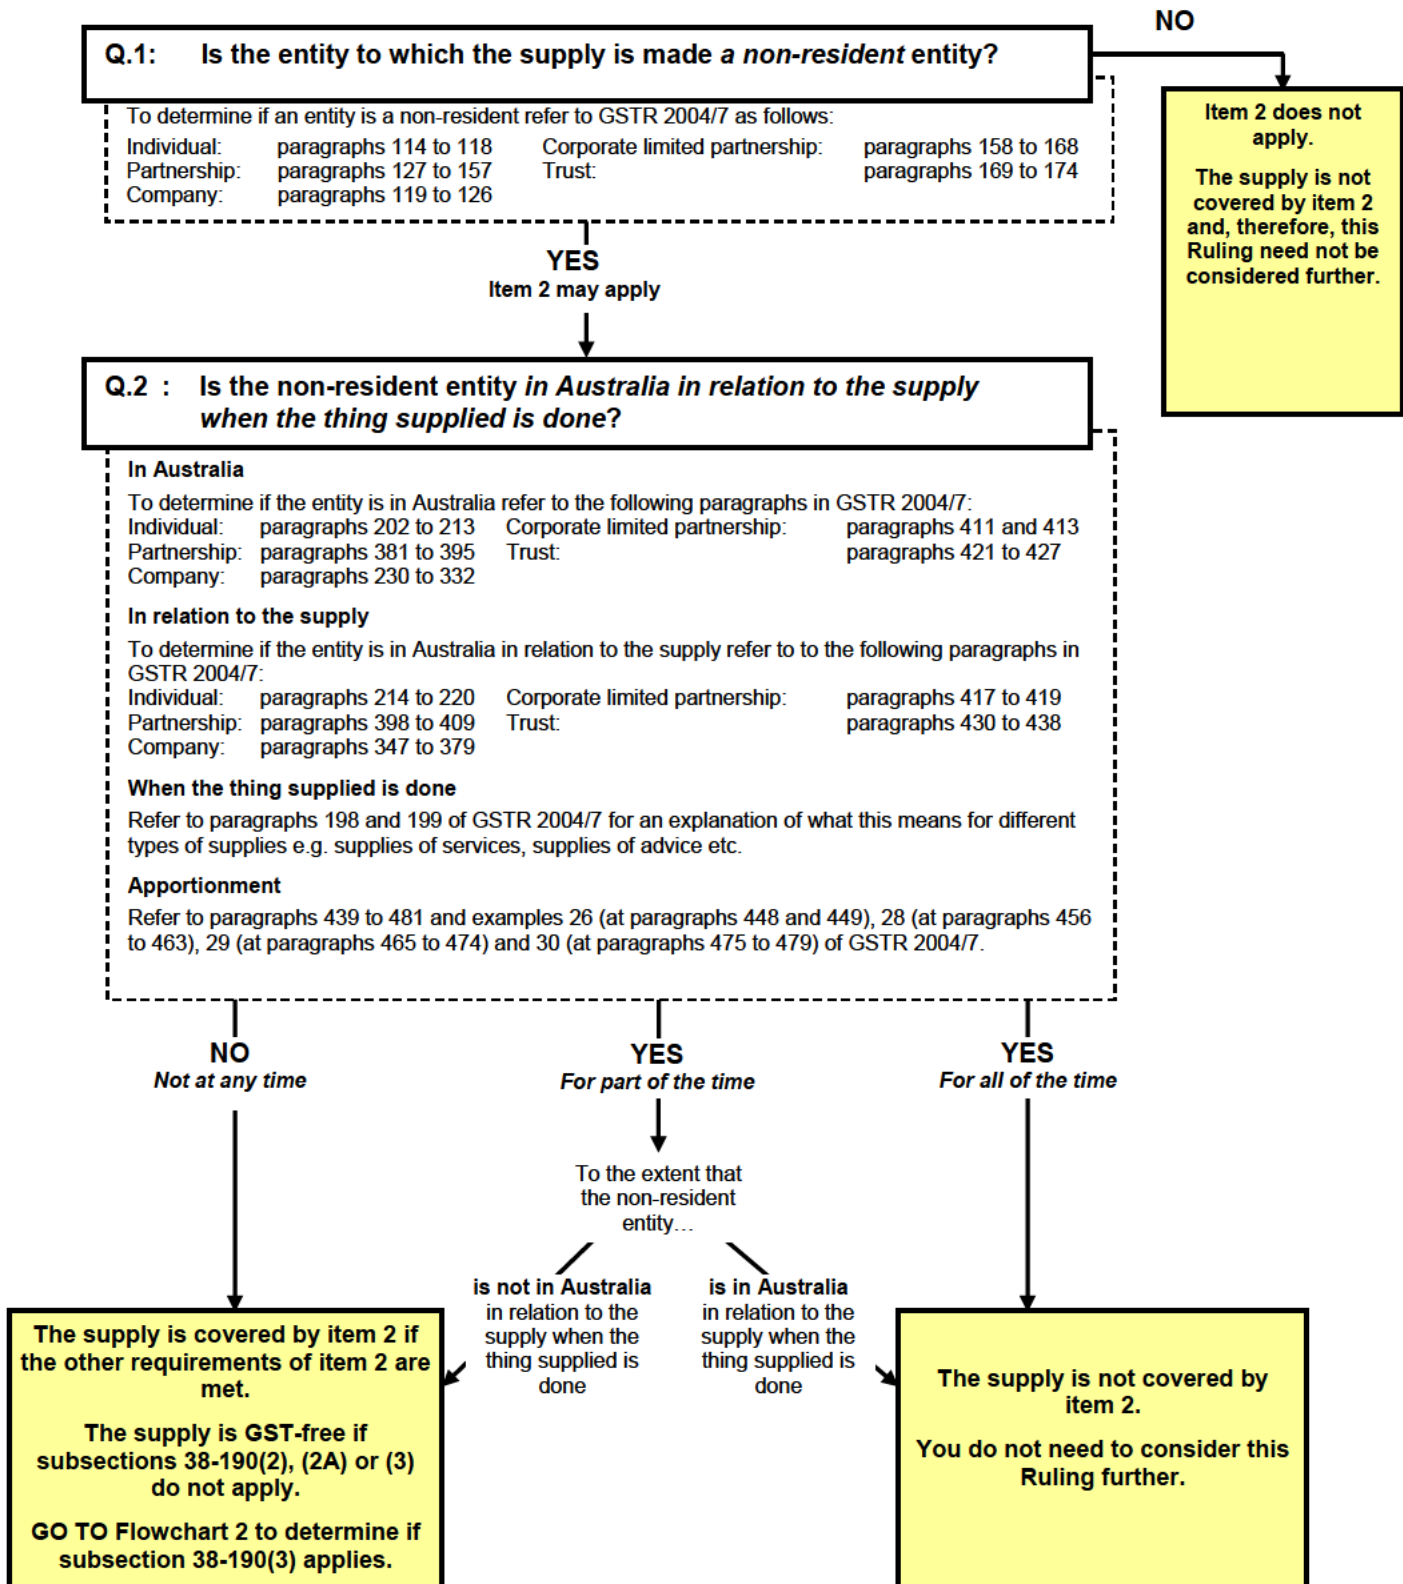 NO
Q.1: Is the entity to which the supply is made a non-resident entity?
To determine if an entity is a non-resident refer to GSTR 2004/7 as follows:
Individual: paragraphs 114 to 118 Corporate limited partnership: paragraphs 158 to 168
Partnership: paragraphs 127 to 157 Trust: paragraphs 169 to 174
Company: paragraphs 119 to 126
Item 2 does not
apply.
The supply is not
covered by item 2
and, therefore, this
Ruling need not be
considered further.
YES
Item 2 may apply
Q.2 : Is the non-resident entity in Australia in relation to the supply
when the thing supplied is done?
In Australia
To determine if the entity is in Australia refer to the following paragraphs in GSTR 2004/7:
Individual: paragraphs 202 to 213 Corporate limited partnership: paragraphs 411 and 413
Partnership: paragraphs 381 to 395 Trust: paragraphs 421 to 427
Company: paragraphs 230 to 332
In relation to the supply
To determine if the entity is in Australia in relation to the supply refer to to the following paragraphs in
GSTR 2004/7:
Individual: paragraphs 214 to 220 Corporate limited partnership: paragraphs 417 to 419
Partnership: paragraphs 398 to 409 Trust: paragraphs 430 to 438
Company: paragraphs 347 to 379
When the thing supplied is done
Refer to paragraphs 198 and 199 of GSTR 2004/7 for an explanation of what this means for different
types of supplies e.g. supplies of services, supplies of advice etc.
Apportionment
Refer to paragraphs 439 to 481 and examples 26 (at paragraphs 448 and 449), 28 (at paragraphs 456
to 463), 29 (at paragraphs 465 to 474) and 30 (at paragraphs 475 to 479) of GSTR 2004/7.
NO
Not at any time
YES
For part of the time
YES
For all of the time
To the extent that
the non-resident
entity…
is not in Australia
in relation to the
supply when the
thing supplied is
done
is in Australia
in relation to the
supply when the
thing supplied is
done
The supply is covered by item 2 if
the other requirements of item 2 are
met.
The supply is GST-free if
subsections 38-190(2), (2A) or (3)
do not apply.
GO TO Flowchart 2 to determine if
subsection 38-190(3) applies.
The supply is not covered by
item 2.
You do not need to consider this
Ruling further.